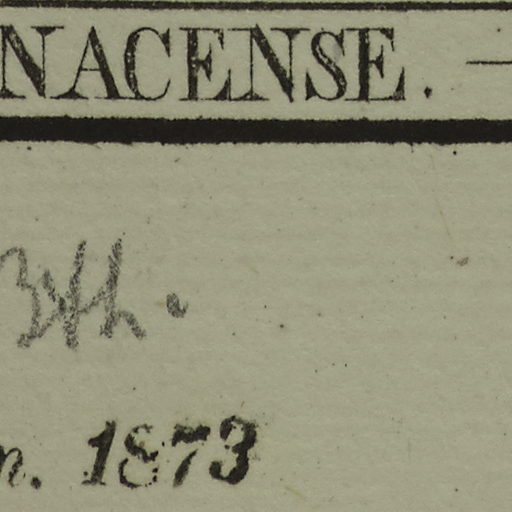 NACENSE. —
n. 1873